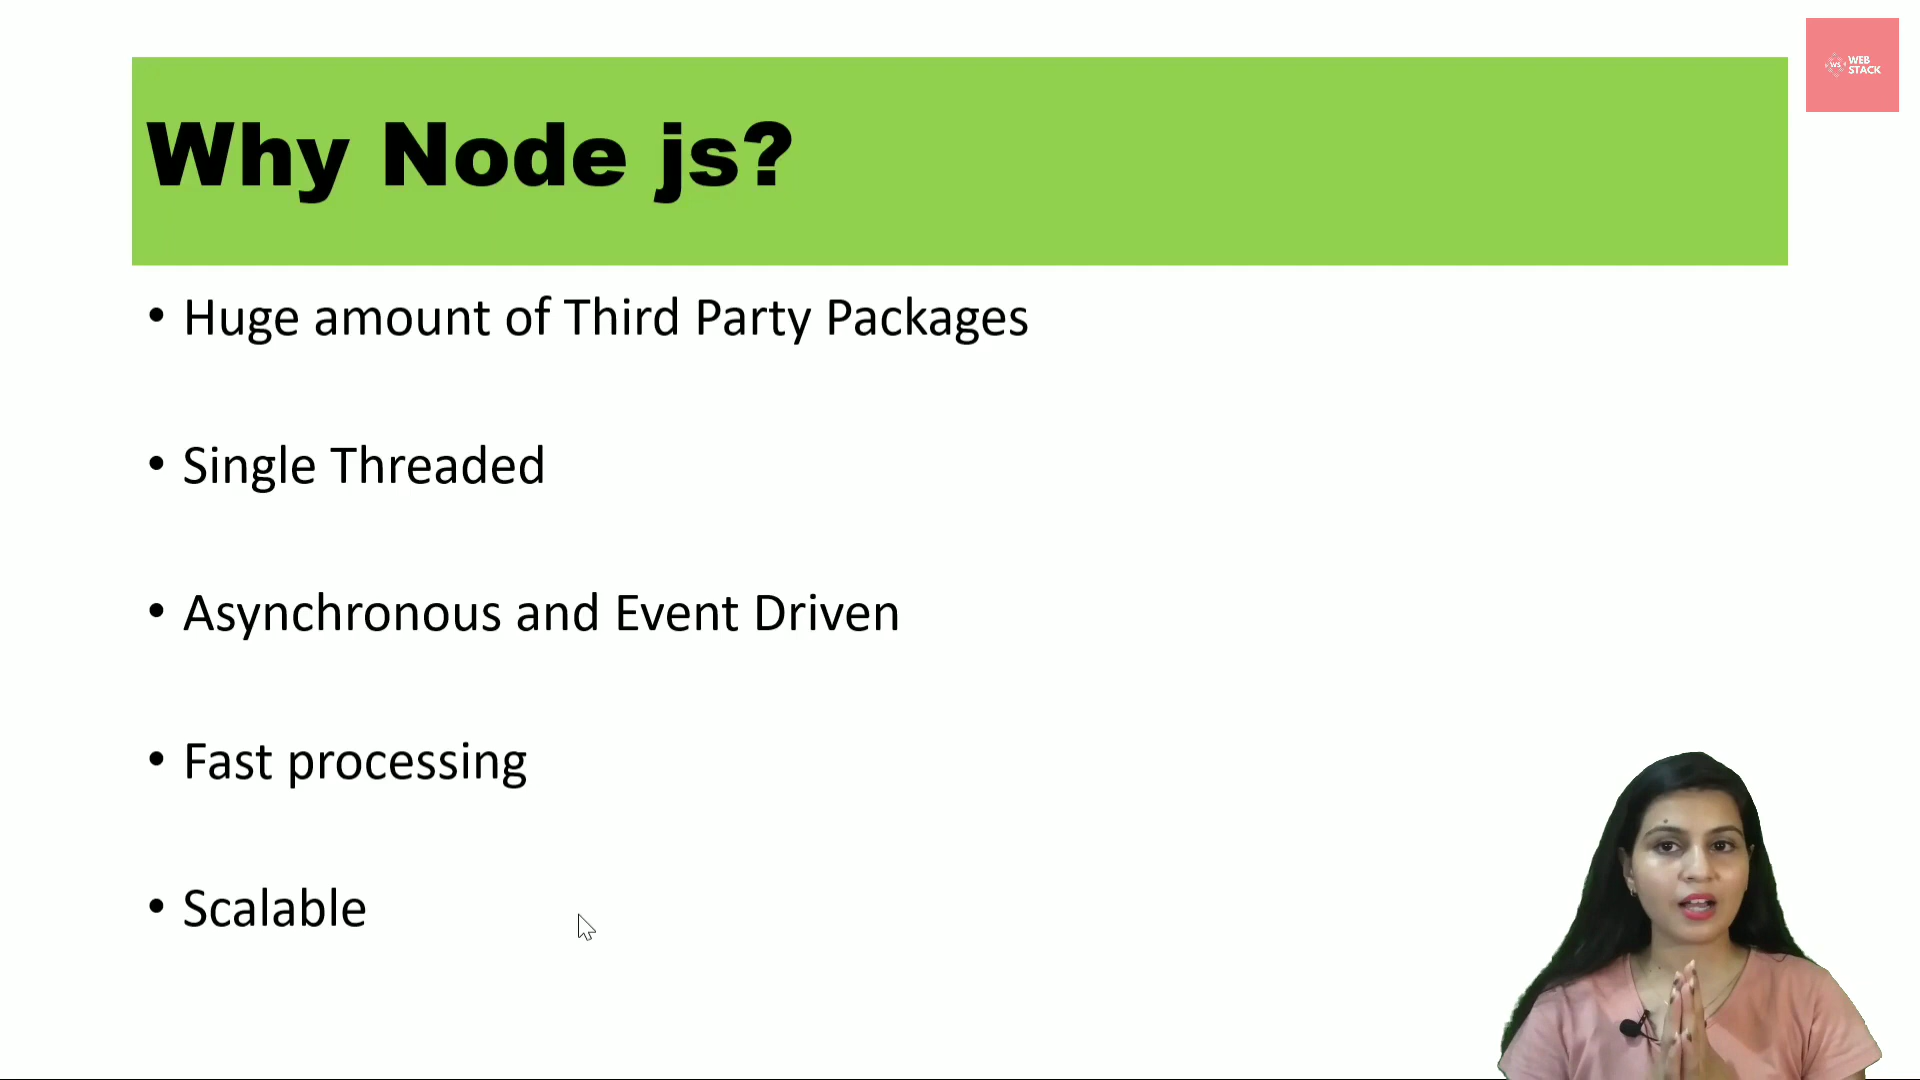 WS
WEB
STACK
Why Node js?
• Huge amount of Third Party Packages
• Single Threaded
• Asynchronous and Event Driven
• Fast processing
• Scalable